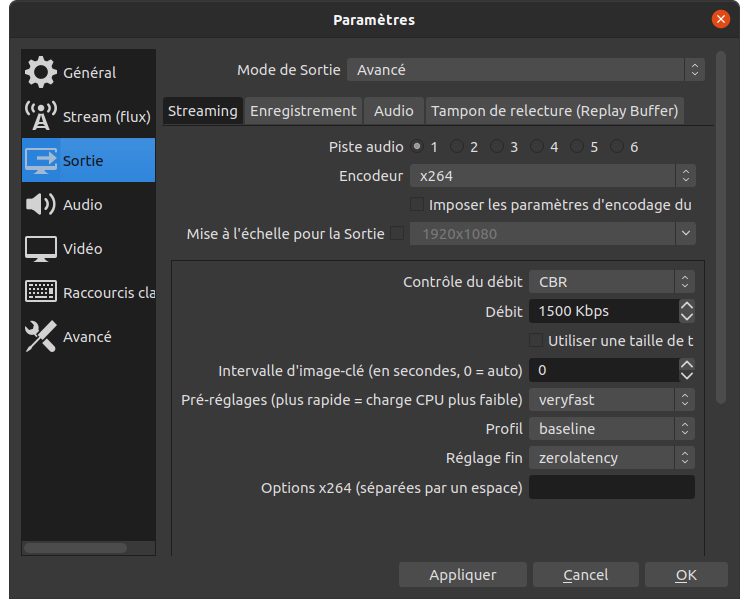 Paramètres
Général
Stream (flux)
Sortie
Audio
Vidéo
Raccourcis cla
Avancé
Mode de Sortie Avancé
Streaming Enregistrement Audio Tampon de relecture (Replay Buffer)
Piste audio 1 2 3 4 5 6
Encodeur x264
Imposer les paramètres d'encodage du
Mise à l'échelle pour la Sortie 1920x1080
Contrôle du débit CBR
Débit 1500 Kbps
Utiliser une taille de t
Intervalle d'image-clé (en secondes, 0 = auto) 0
Pré-réglages (plus rapide = charge CPU plus faible) veryfast
Profil baseline
Réglage fin zerolatency
Options x264 (séparées par un espace)
Appliquer Cancel OK